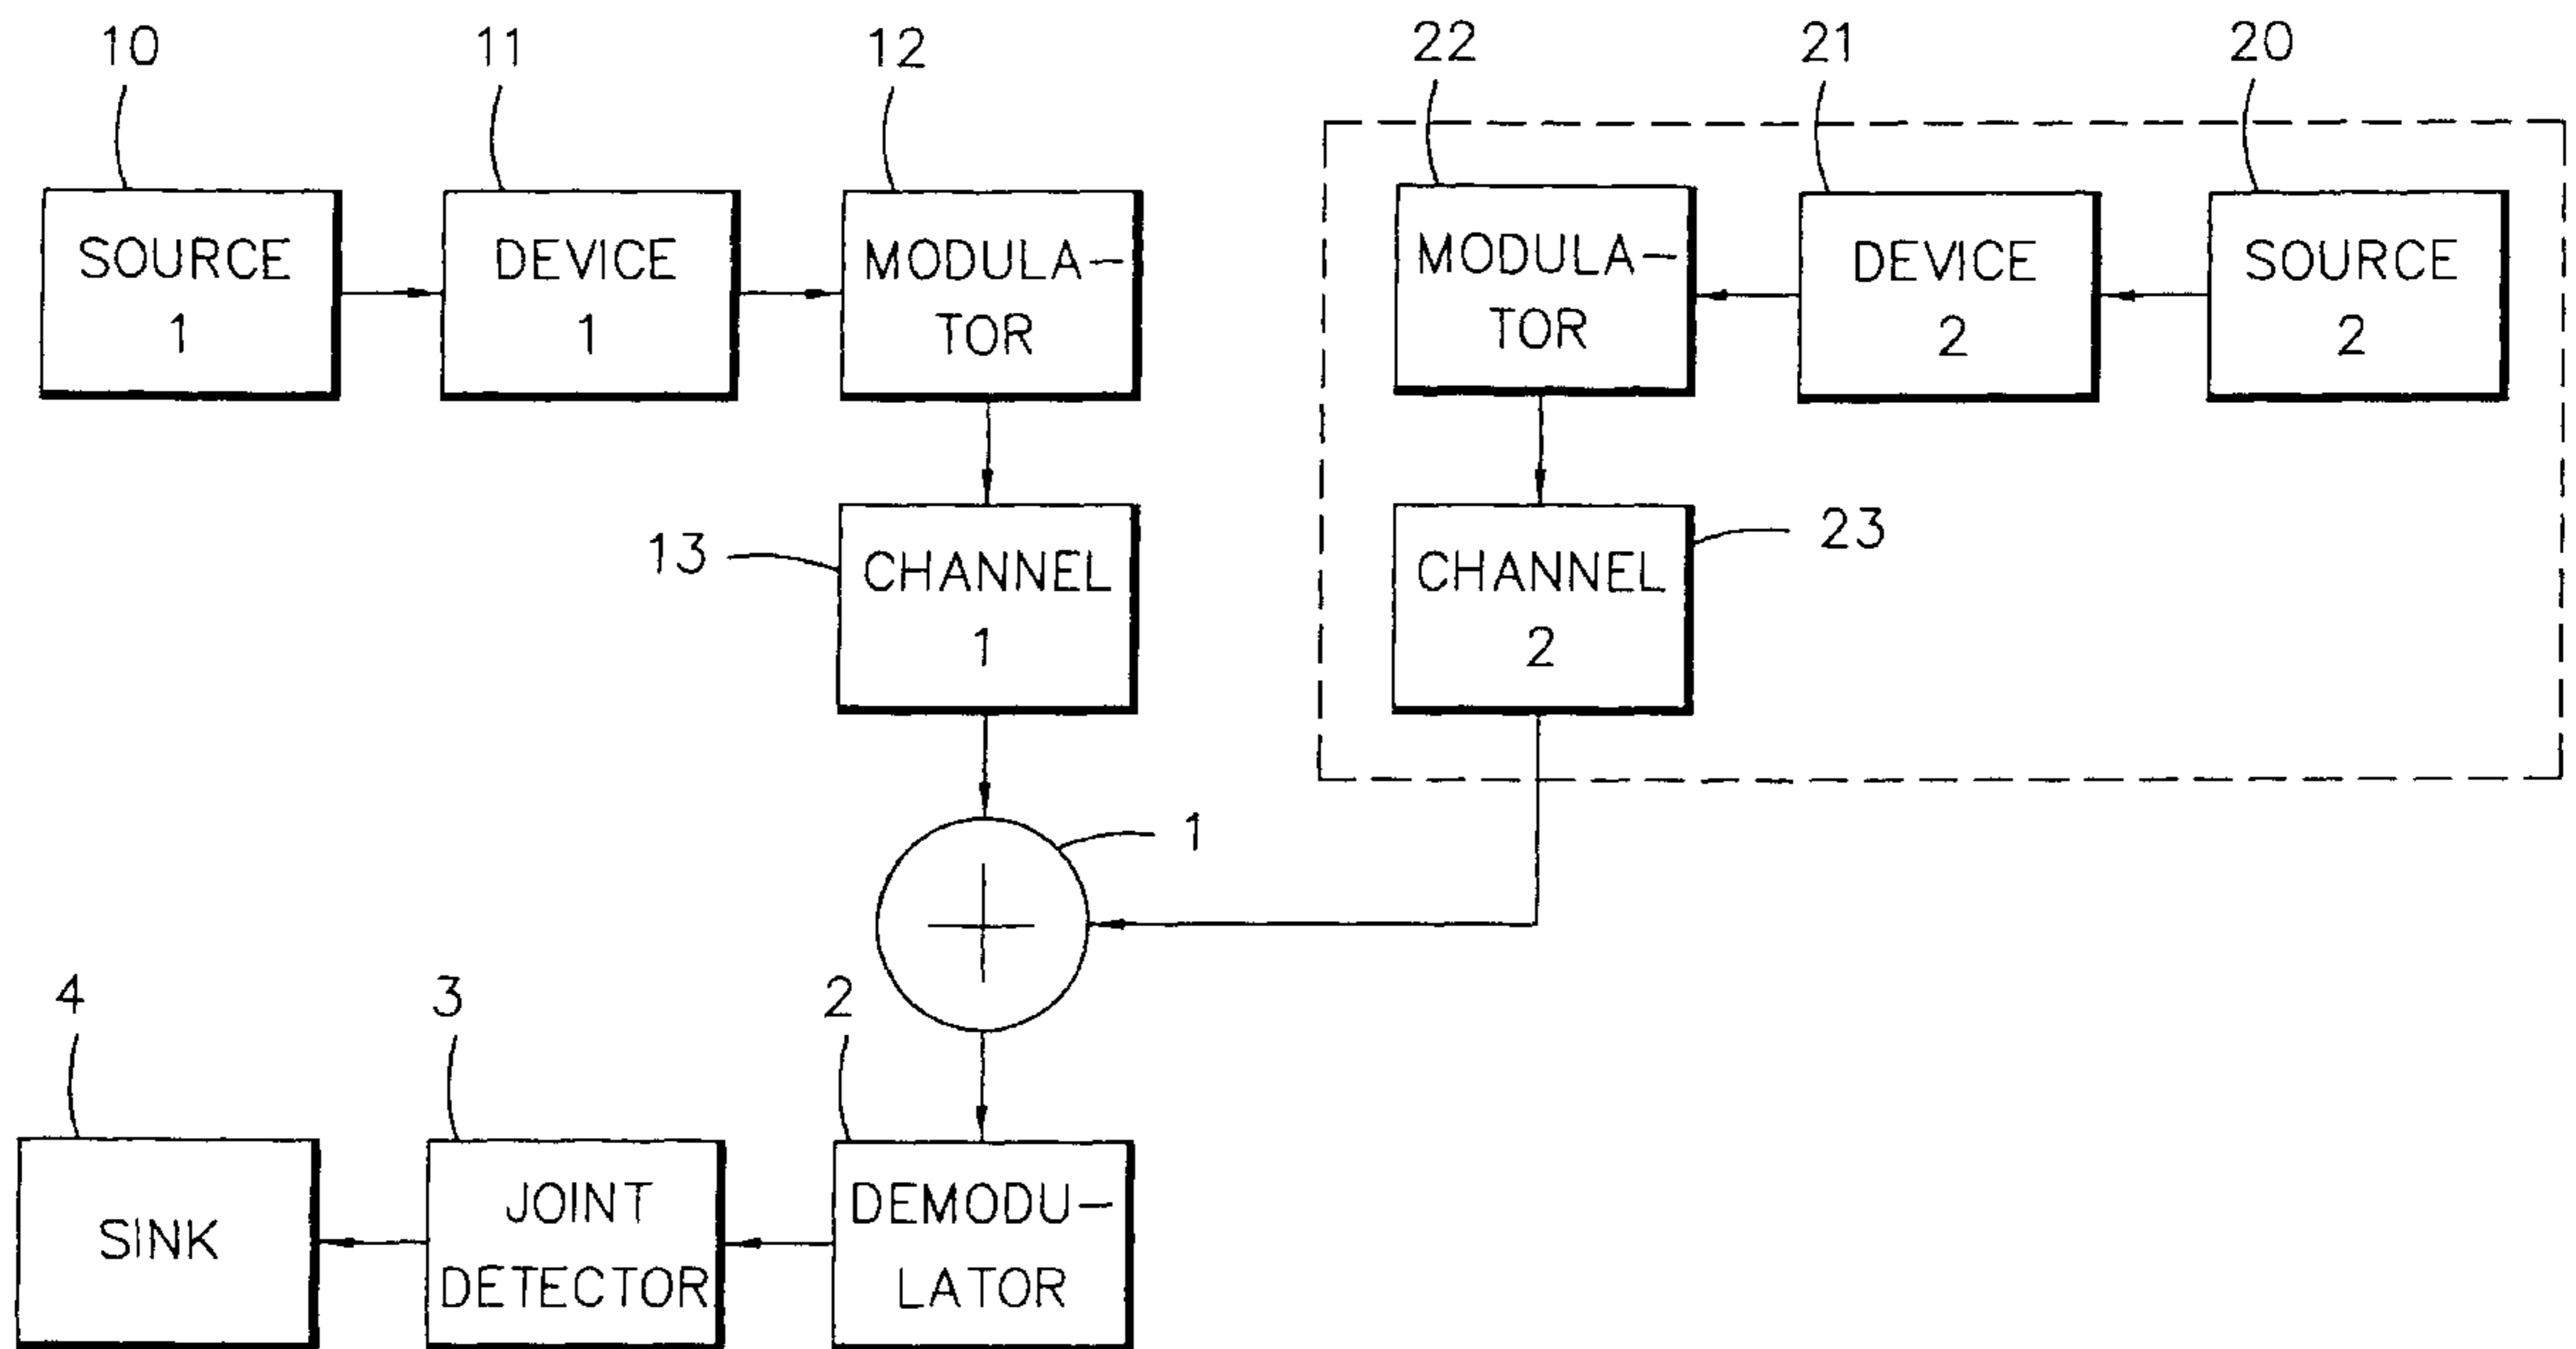 10
11
12
22
21
20
SOURCE
1
DEVICE
1
MODULA-
TOR
MODULA-
TOR
DEVICE
2
SOURCE
2
13
CHANNEL
1
CHANNEL
2
23
1
4
3
2
SINK
JOINT
DETECTOR
DEMODU-
LATOR